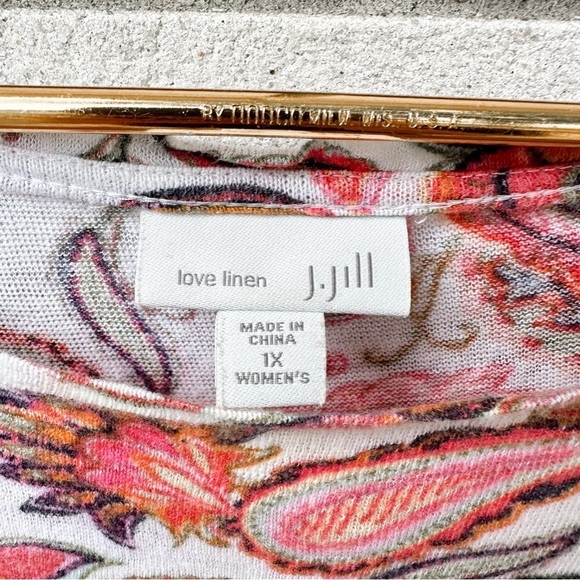 love linen J.Jill
MADE IN
CHINA
1X
WOMEN'S